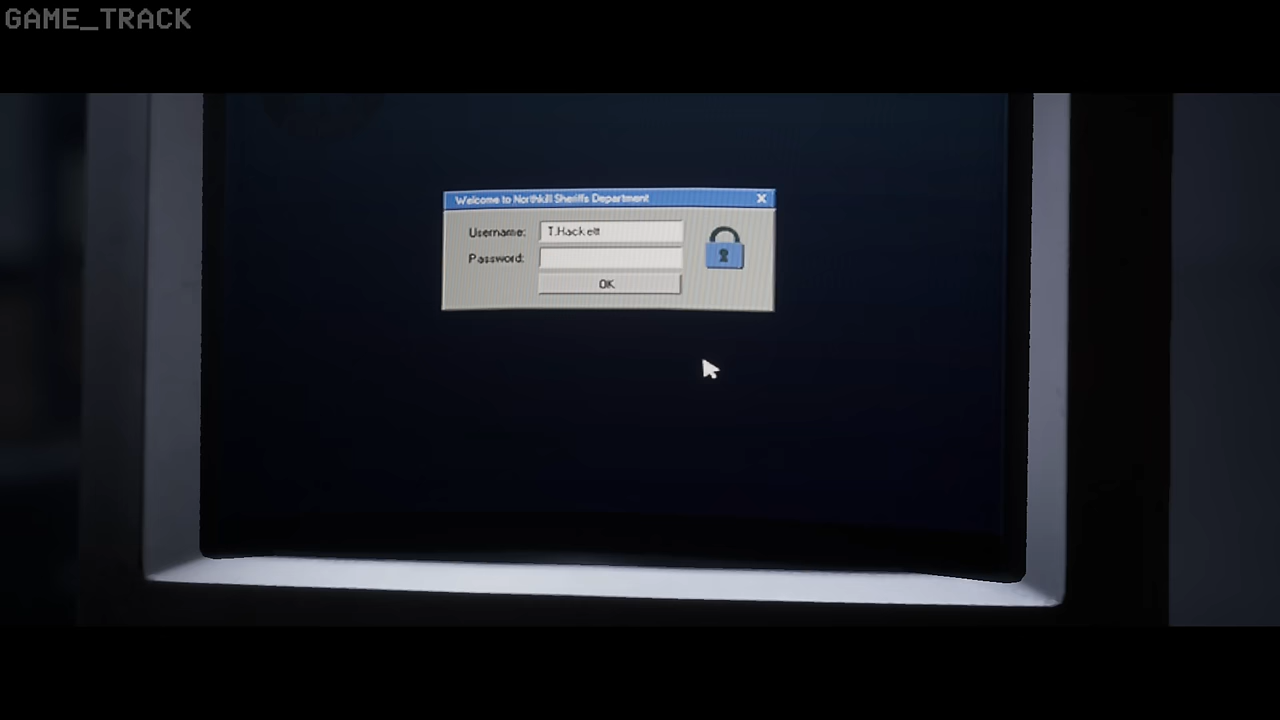 GAME_TRACK
Welcome to Northkill Sheriffs Department
Username: T.Hackett
Password:
OK